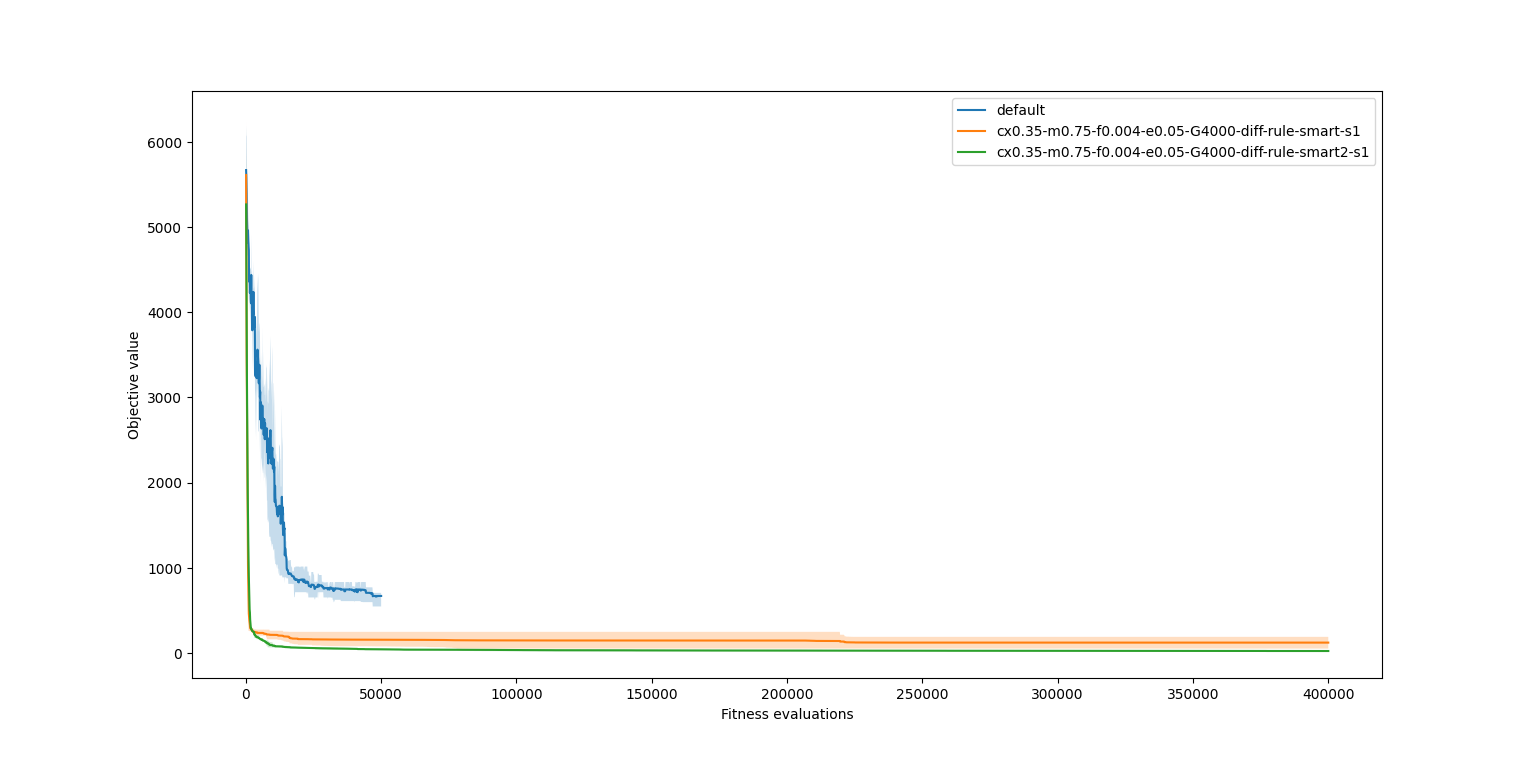 default
cx0.35-m0.75-f0.004-e0.05-G4000-diff-rule-smart-s1
cx0.35-m0.75-f0.004-e0.05-G4000-diff-rule-smart2-s1
6000
5000
4000
3000
2000
1000
0
Objective value
0 50000 100000 150000 200000 250000 300000 350000 400000
Fitness evaluations